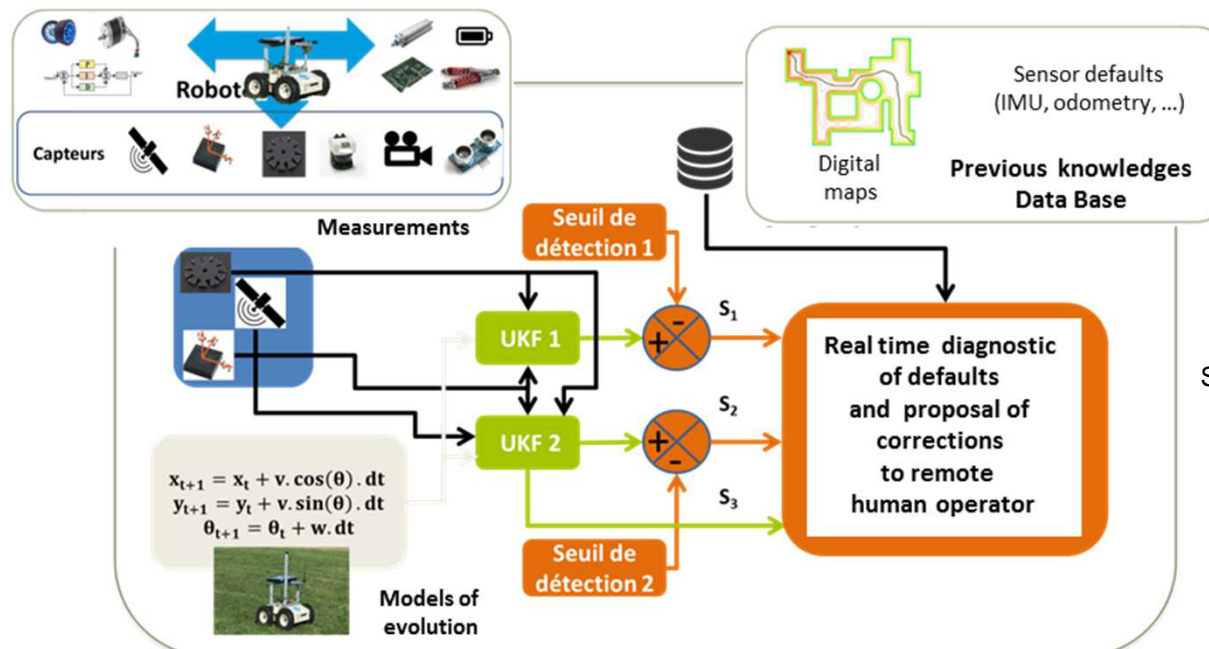 Robot
Capteurs
Measurements
Digital
maps
Sensor defaults
(IMU, odometry, ...)
Previous knowledges
Data Base
Seuil de
détection 1
UKF 1
+ -
S₁
UKF 2
+ -
S₂
S₃
Seuil de
détection 2
Real time diagnostic
of defaults
and proposal of
corrections
to remote
human operator
S
xₜ₊₁ = xₜ + v.cos(θ).dt
yₜ₊₁ = yₜ + v.sin(θ).dt
θₜ₊₁ = θₜ + w.dt
Models of
evolution